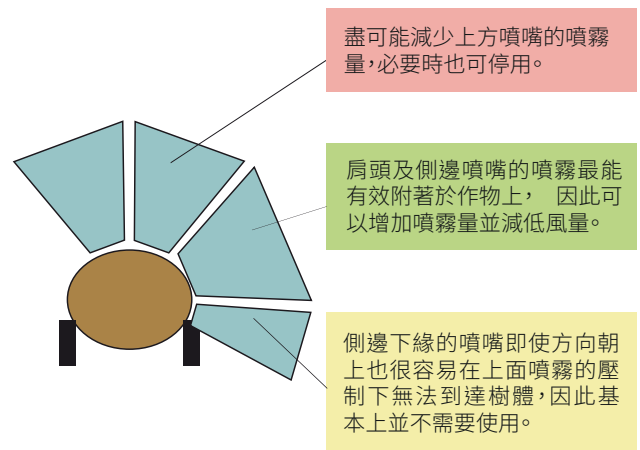 盡可能減少上方噴嘴的噴霧
量，必要時也可停用。
肩頭及側邊噴嘴的噴霧最能
有效附著於作物上， 因此可
以增加噴霧量並減低風量。
側邊下緣的噴嘴即使方向朝
上也很容易在上面噴霧的壓
制下無法到達樹體，因此基
本上並不需要使用。